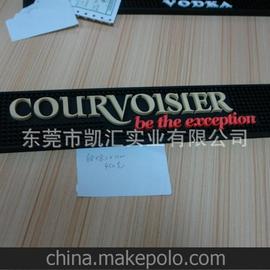 VODKA
COURVOISIER
be the exception
东莞市凯汇实业有限公司
china.makepolo.com